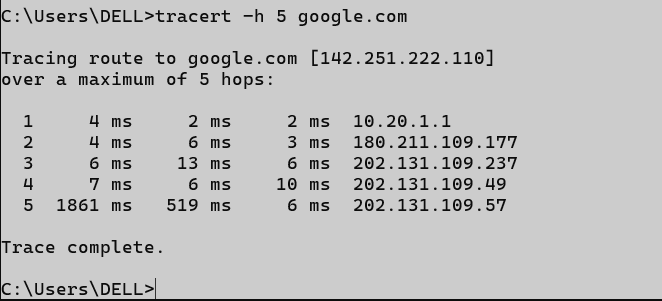 C:\Users\DELL>tracert -h 5 google.com
Tracing route to google.com [142.251.222.110]
over a maximum of 5 hops:
1 4 ms 2 ms 2 ms 10.20.1.1
2 4 ms 6 ms 3 ms 180.211.109.177
3 6 ms 13 ms 6 ms 202.131.109.237
4 7 ms 6 ms 10 ms 202.131.109.49
5 1861 ms 519 ms 6 ms 202.131.109.57
Trace complete.
C:\Users\DELL>